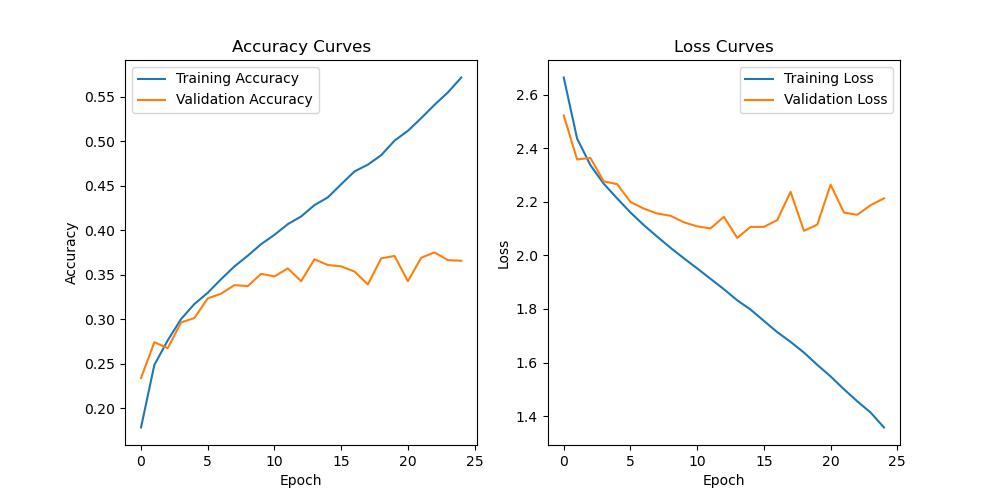 Accuracy Curves
Training Accuracy
Validation Accuracy
0.55
0.50
0.45
0.40
0.35
0.30
0.25
0.20
Accuracy
0 5 10 15 20 25
Epoch
Loss Curves
Training Loss
Validation Loss
2.6
2.4
2.2
2.0
1.8
1.6
1.4
Loss
0 5 10 15 20 25
Epoch